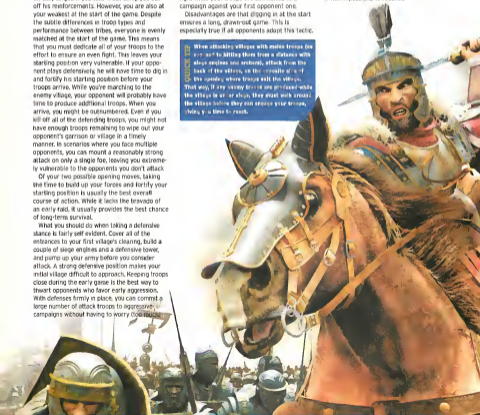 off his reinforcements. However, you are also at
your weakest at the start of the game. Despite
the subtle differences in troop types and
performance between tribes, everyone is evenly
matched at the start of the game. This means
that you must dedicate all of your troops to the
effort to ensure an even fight. This leaves your
starting position very vulnerable. If your oppo-
nent plays defensively he will have time to dig in
and fortify his starting position before your
troops arrive. While you're marching to the
enemy village, your opponent will probably have
time to produce additional troops. When you
arrive, you might be outnumbered. Even if you
kill off all of the defending troops, you might not
have enough troops remaining to wipe out your
opponent's garrison or village in a timely
manner. In scenarios where you face multiple
opponents, you can mount a reasonably strong
attack on only a single foe, leaving you extreme-
ly vulnerable to the opponents you don't attack
Of your two possible opening moves, taking
the time to build up your forces and fortify your
starting position is usually the best overall
course of action. While it lacks the bravado of
an early raid, it usually provides the best chance
of long-term survival.
What you should do when taking a defensive
stance is fairly self evident. Cover all of the
entrances to your first village's clearing, build a
couple of siege engines and a defensive tower,
and pump up your army before you consider
attack. A strong defensive position makes your
initial village difficult to approach. Keeping troops
close during the early game is the best way to
thwart opponents who favor early aggression.
With defenses firmly in place, you can commit a
large number of attack troops to aggressive
campaigns without having to worry (too much)
campaign against your first opponent one.
Disadvantages are that digging in at the start
ensures a long, drawn-out game. This is
especially true if all opponents adopt this tactic.
QUICK TIP
When attacking villages with melee troops (as
opposed to hitting them from a distance with
siege engines and archers), attack from the
back of the village, on the opposite side of
the opening where troops exit the village.
That way, if any enemy troops are produced while
the village is under siege, they must walk around
the village before they can engage your troops,
giving you time to react.